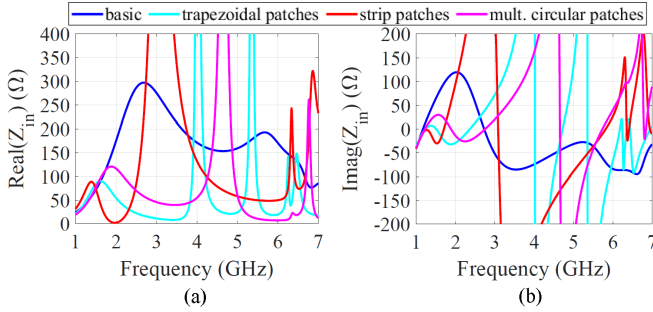 basic trapezoidal patches strip patches mult. circular patches
Real(Z_in) (Ω)
400
350
300
250
200
150
100
50
0
1 2 3 4 5 6 7
Frequency (GHz)
(a)
Imag(Z_in) (Ω)
200
150
100
50
0
-50
-100
-150
-200
1 2 3 4 5 6 7
Frequency (GHz)
(b)